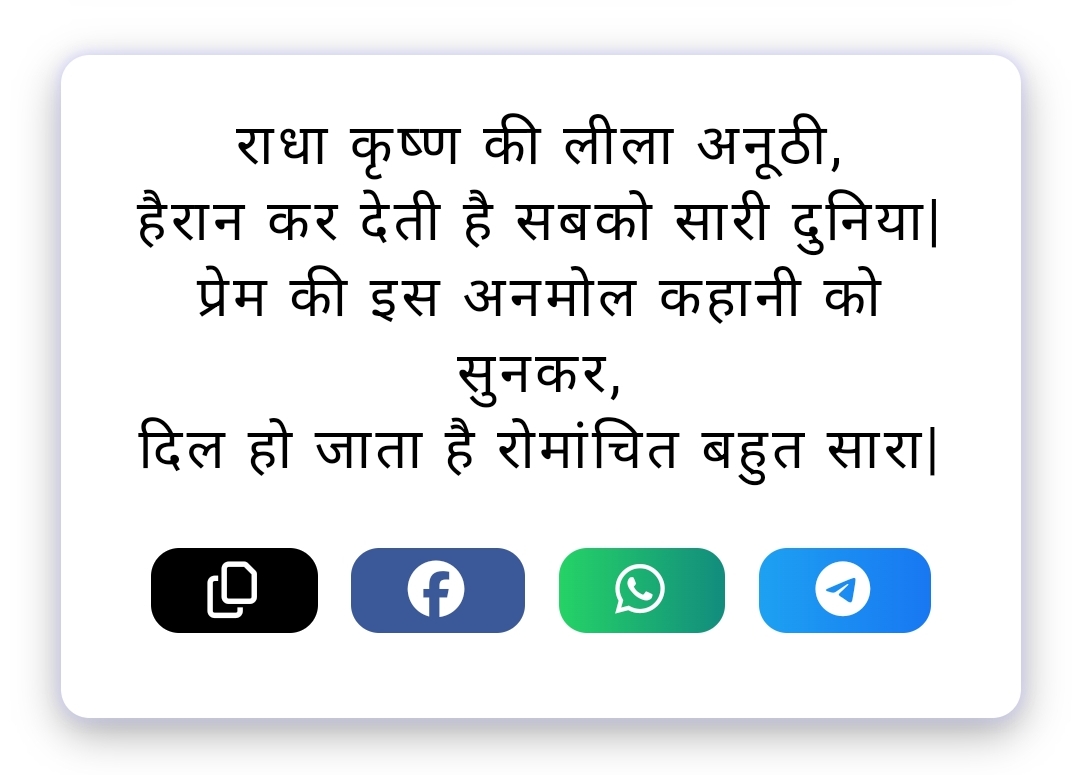 राधा कृष्ण की लीला अनूठी,
हैरान कर देती है सबको सारी दुनिया|
प्रेम की इस अनमोल कहानी को
सुनकर,
दिल हो जाता है रोमांचित बहुत सारा|